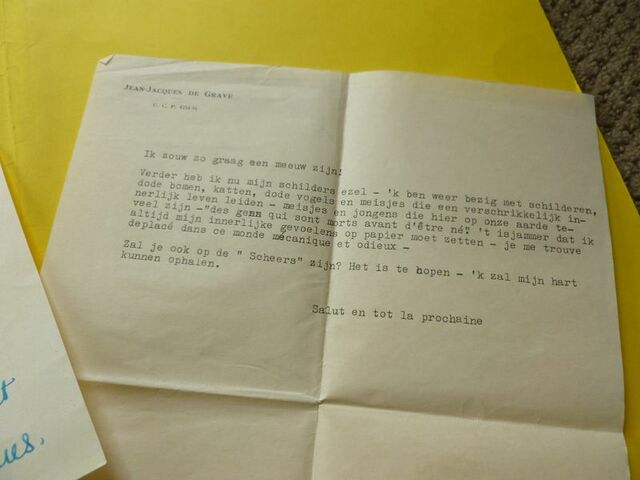 JEAN-JACQUES DE GRAVE
C. C. P.
Ik zouw zo graag een meeuw zijn!
Verder heb ik nu mijn schilders ezel - 'k ben weer bezig met schilderen,
dode bomen, katten, dode vogels en meisjes die een verschrikkelijk in-
nerlijk leven leiden - meisjes en jongens die hier op onze aarde te-
veel zijn -"des genn qui sont morts avant d'être né" 't isjammer dat ik
altijd mijn innerlijke gevoelens op papier moet zetten - je me trouve
deplacé dans ce monde mécanique et odieux -
Zal je ook op de " Scheers" zijn? Het is te hopen - 'k zal mijn hart
kunnen ophalen.
Salut en tot la prochaine